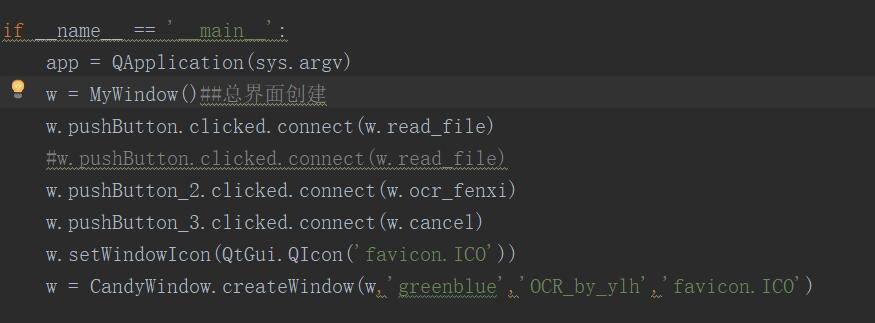 if __name__ == '__main__':
    app = QApplication(sys.argv)
    w = MyWindow()##总界面创建
    w.pushButton.clicked.connect(w.read_file)
    #w.pushButton.clicked.connect(w.read_file)
    w.pushButton_2.clicked.connect(w.ocr_fenxi)
    w.pushButton_3.clicked.connect(w.cancel)
    w.setWindowIcon(QtGui.QIcon('favicon.ICO'))
    w = CandyWindow.createWindow(w,'greenblue','OCR_by_ylh','favicon.ICO')